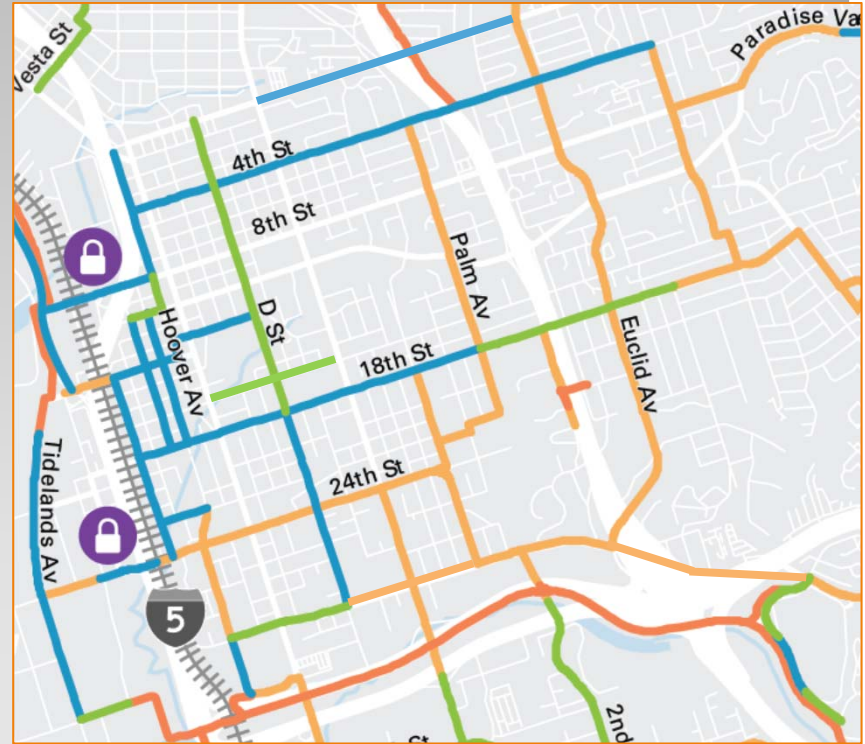 Vesta St
Paradise Va
4th St
8th St
Palm Av
D St
Hoover Av
18th St
Euclid Av
24th St
Tidelands Av
5
2nd
St